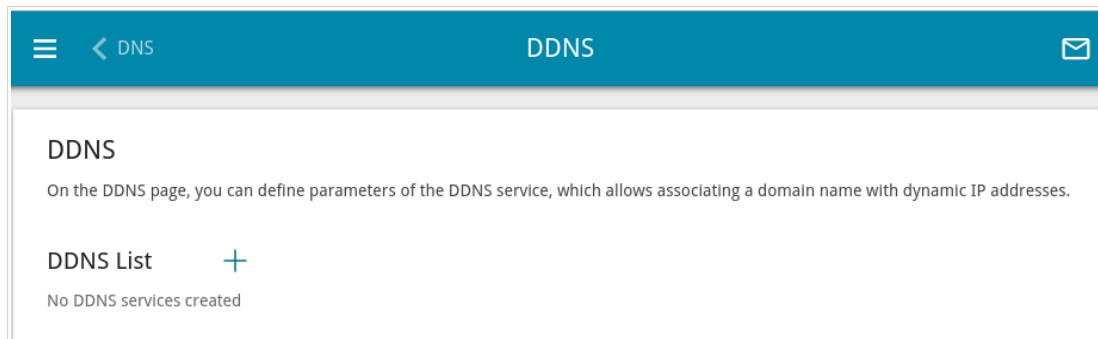 DNS
DDNS
DDNS
On the DDNS page, you can define parameters of the DDNS service, which allows associating a domain name with dynamic IP addresses.
DDNS List
No DDNS services created